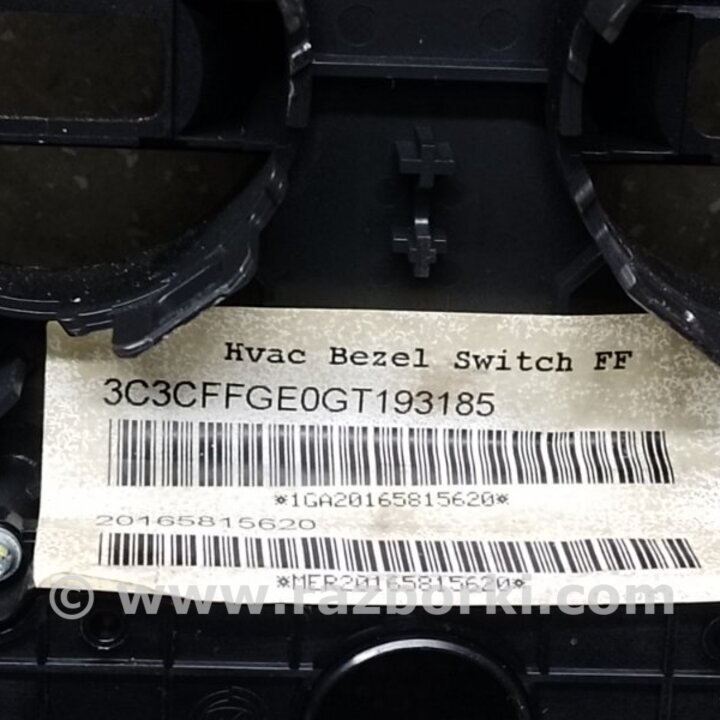 Hvac Bezel Switch FF
3C3CFFGE0GT193185
*1GA20165815620*
20165815620
*MER20165815620*
© www.razborki.com